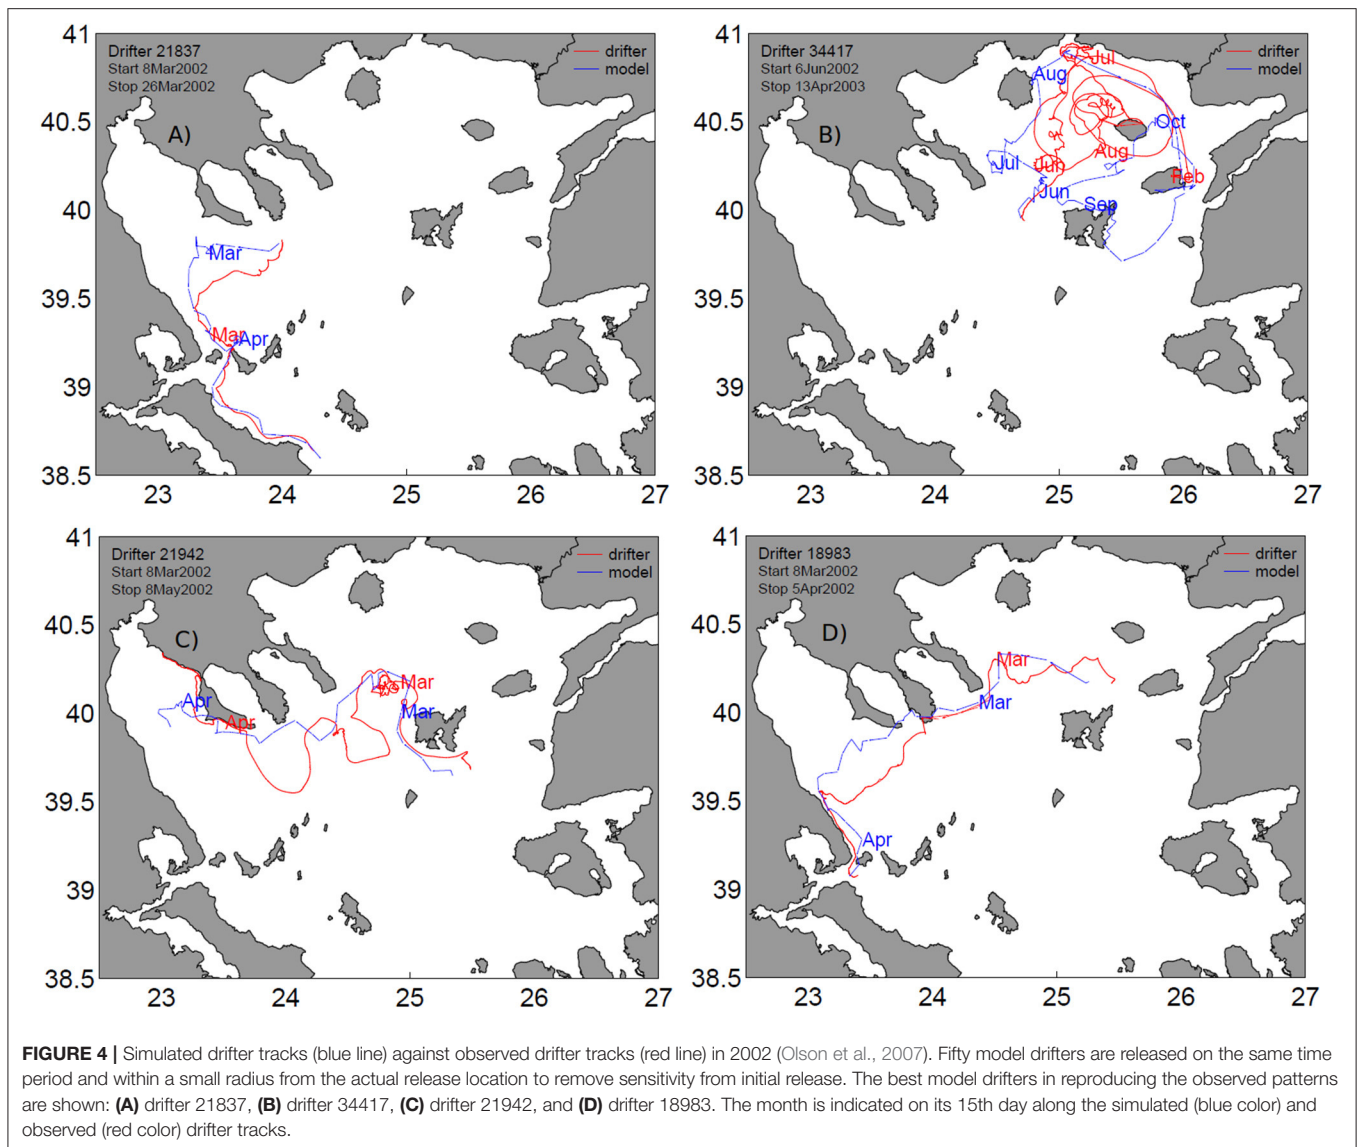 41
40.5
40
39.5
39
38.5
23
24
25
26
27
Drifter 21837
Start 8Mar2002
Stop 26Mar2002
drifter
model
A)
Mar
Mar
Apr
41
40.5
40
39.5
39
38.5
23
24
25
26
27
Drifter 34417
Start 6Jun2002
Stop 13Apr2003
drifter
model
B)
Jul
Aug
Oct
Aug
Jul
Jun
Feb
Jun
Sep
41
40.5
40
39.5
39
38.5
23
24
25
26
27
Drifter 21942
Start 8Mar2002
Stop 8May2002
drifter
model
C)
Mar
Apr
Mar
Apr
41
40.5
40
39.5
39
38.5
23
24
25
26
27
Drifter 18983
Start 8Mar2002
Stop 5Apr2002
drifter
model
D)
Mar
Mar
Apr
FIGURE 4 | Simulated drifter tracks (blue line) against observed drifter tracks (red line) in 2002 (Olson et al., 2007). Fifty model drifters are released on the same time
period and within a small radius from the actual release location to remove sensitivity from initial release. The best model drifters in reproducing the observed patterns
are shown: (A) drifter 21837, (B) drifter 34417, (C) drifter 21942, and (D) drifter 18983. The month is indicated on its 15th day along the simulated (blue color) and
observed (red color) drifter tracks.